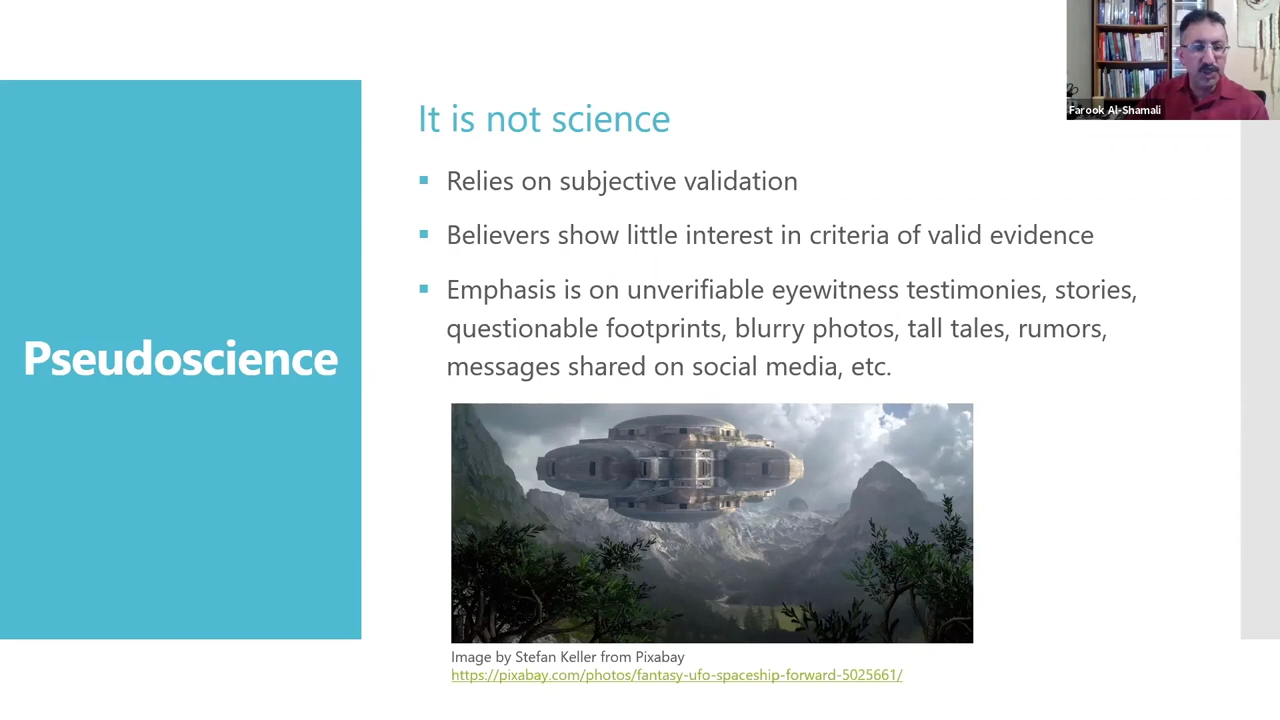 Farook Al-Shamali
Pseudoscience
It is not science
Relies on subjective validation
Believers show little interest in criteria of valid evidence
Emphasis is on unverifiable eyewitness testimonies, stories,
questionable footprints, blurry photos, tall tales, rumors,
messages shared on social media, etc.
Image by Stefan Keller from Pixabay
https://pixabay.com/photos/fantasy-ufo-spaceship-forward-5025661/